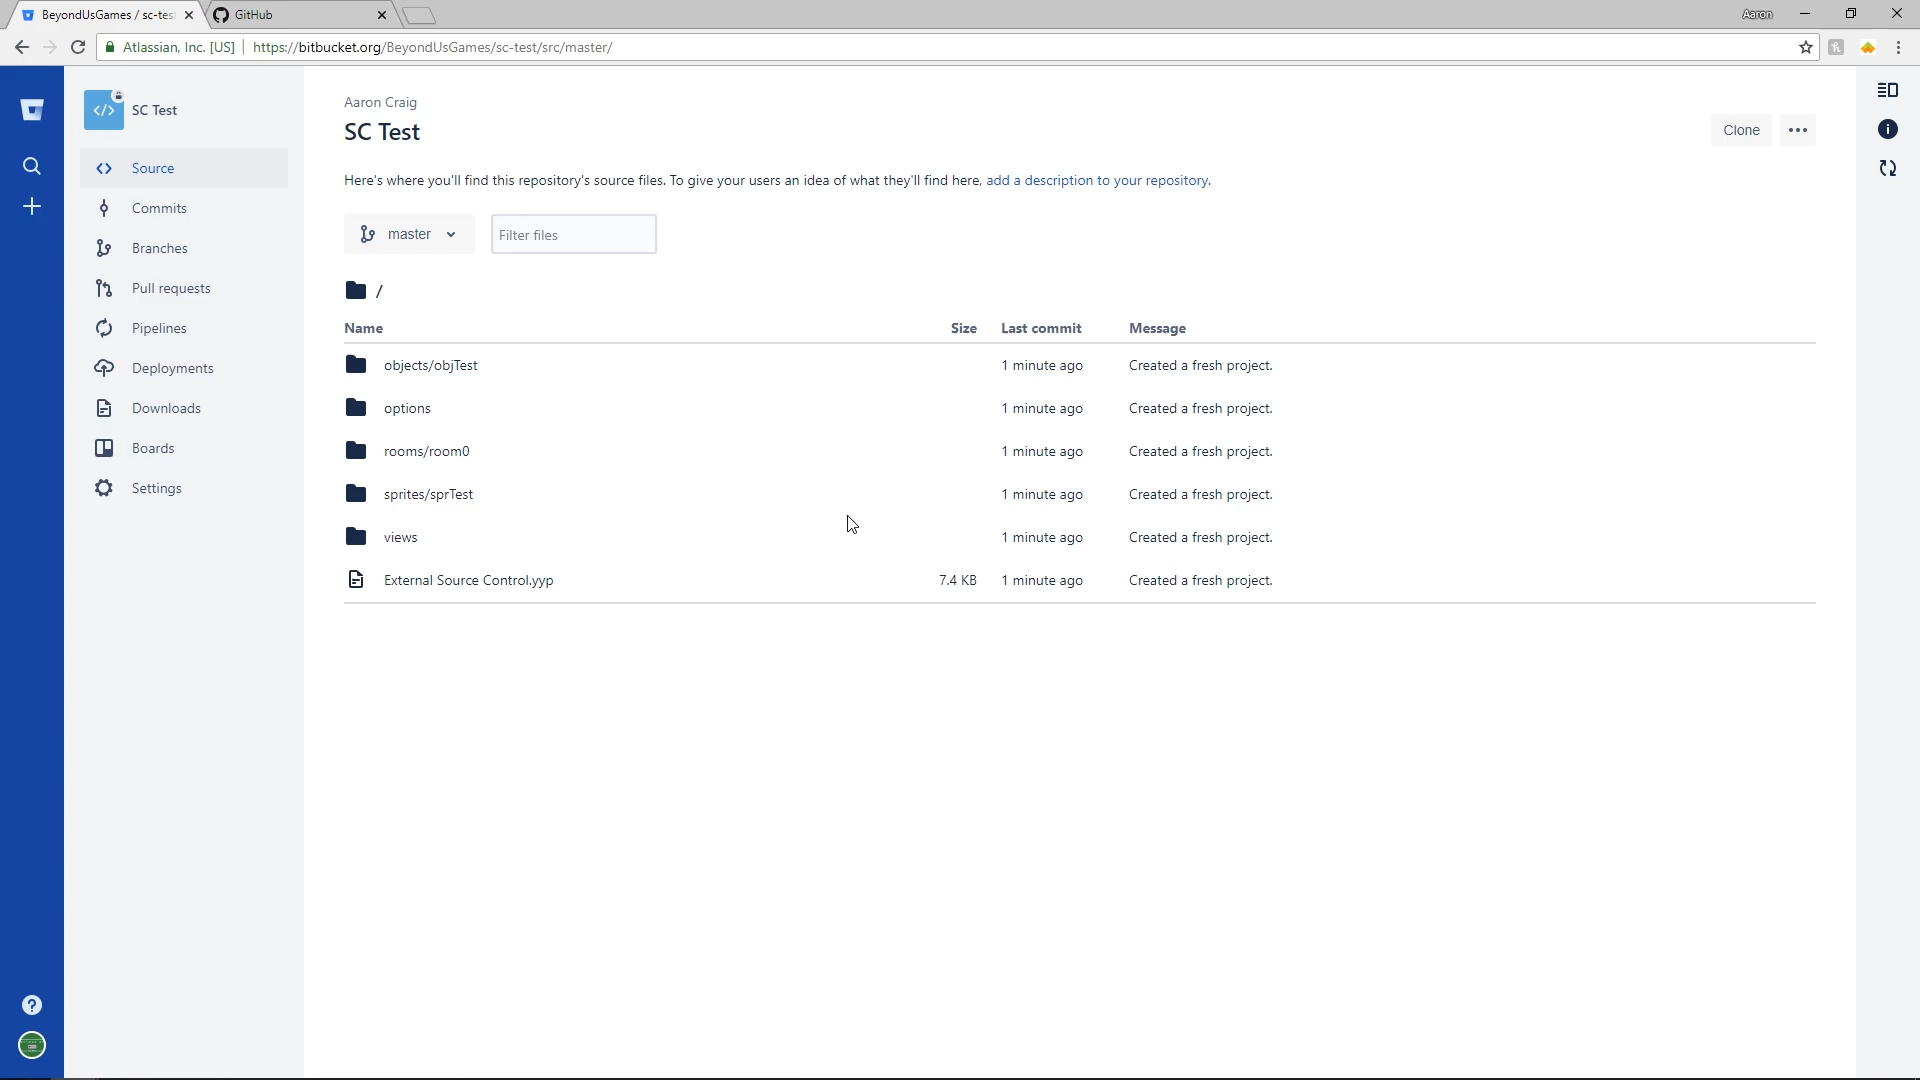 BeyondUsGames / sc-tes
GitHub
Aaron
Atlassian, Inc. [US]
https://bitbucket.org/BeyondUsGames/sc-test/src/master/
SC Test
Source
Commits
Branches
Pull requests
Pipelines
Deployments
Downloads
Boards
Settings
Aaron Craig
SC Test
Clone
Here's where you'll find this repository's source files. To give your users an idea of what they'll find here, add a description to your repository.
master
Filter files
/
Name Size Last commit Message
objects/objTest 1 minute ago Created a fresh project.
options 1 minute ago Created a fresh project.
rooms/room0 1 minute ago Created a fresh project.
sprites/sprTest 1 minute ago Created a fresh project.
views 1 minute ago Created a fresh project.
External Source Control.yyp 7.4 KB 1 minute ago Created a fresh project.